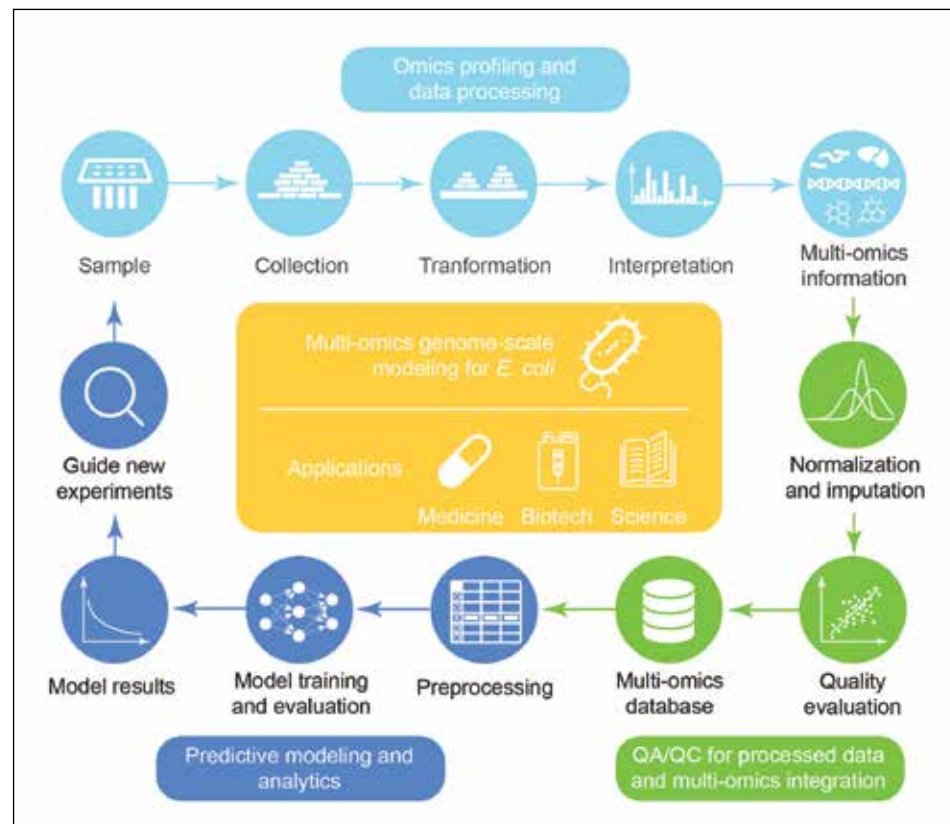 Omics profiling and
data processing
Sample
Collection
Tranformation
Interpretation
Multi-omics
information
Multi-omics genome-scale
modeling for E. coli
Applications
Medicine
Biotech
Science
Guide new
experiments
Normalization
and imputation
Model results
Model training
and evaluation
Preprocessing
Multi-omics
database
Quality
evaluation
Predictive modeling and
analytics
QA/QC for processed data
and multi-omics integration